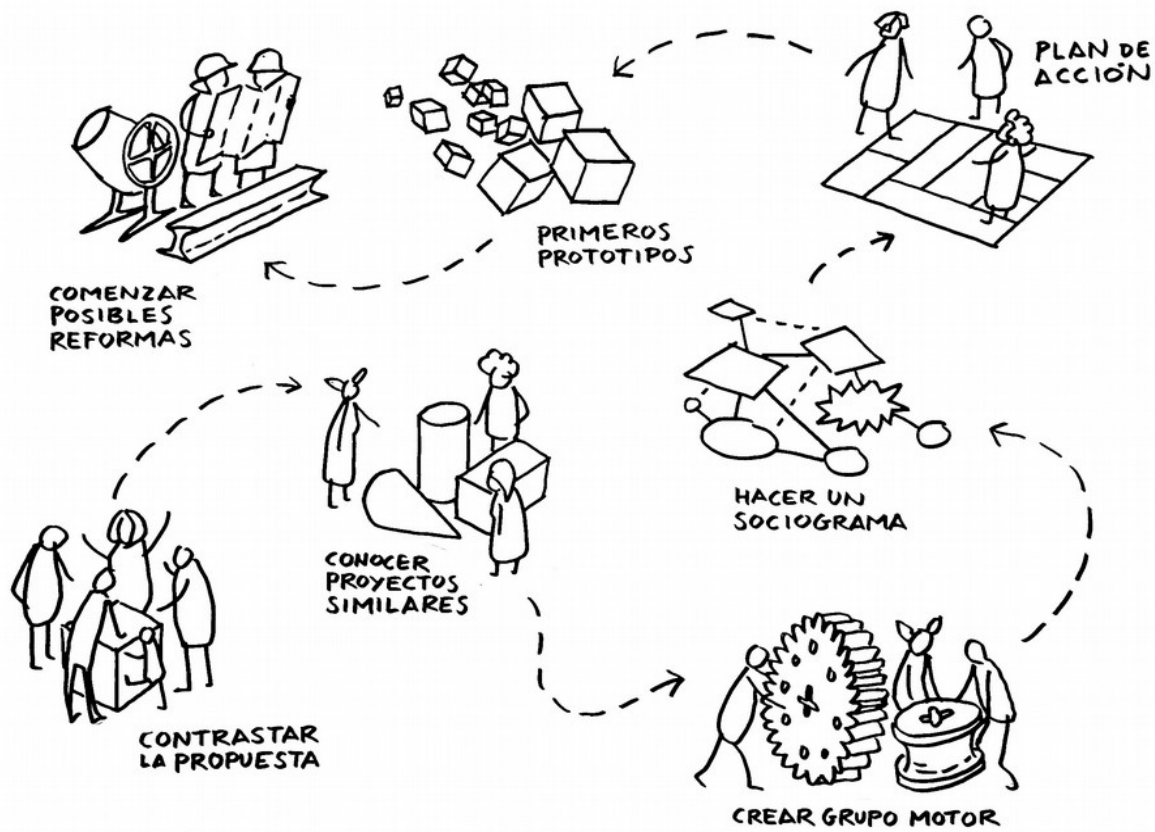 PLAN DE
ACCIÓN
PRIMEROS
PROTOTIPOS
COMENZAR
POSIBLES
REFORMAS
HACER UN
SOCIOGRAMA
CONOCER
PROYECTOS
SIMILARES
CONTRASTAR
LA PROPUESTA
CREAR GRUPO MOTOR